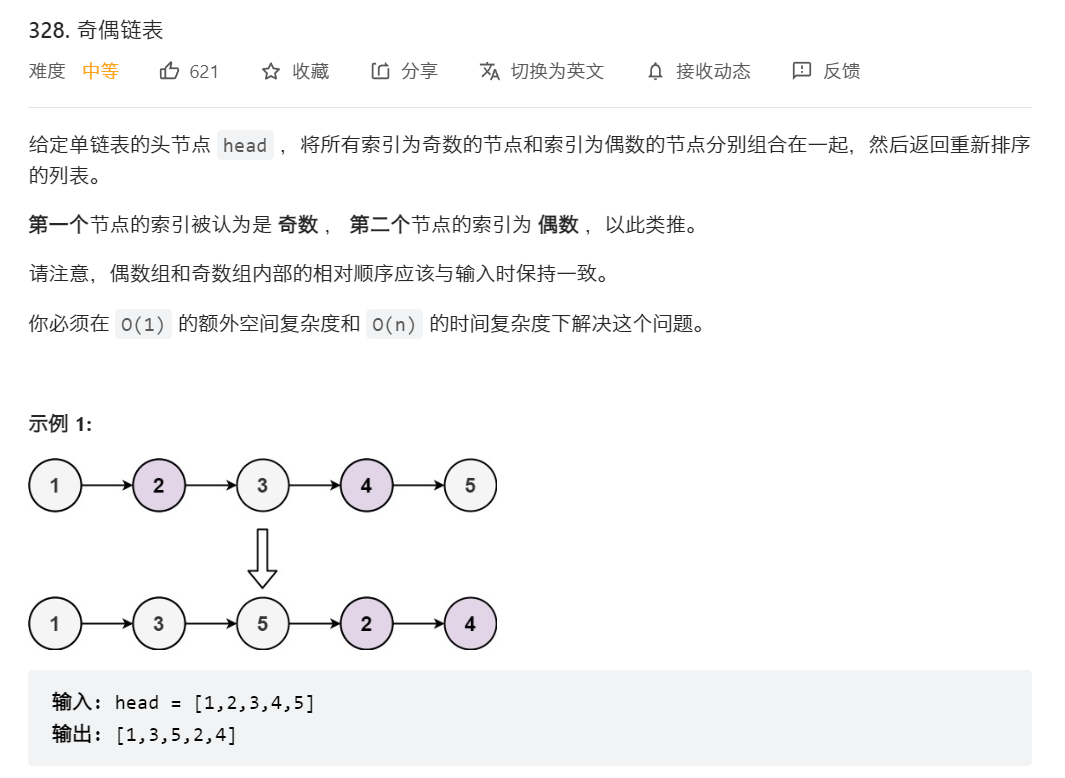 328. 奇偶链表
难度 中等 621 收藏 分享 切换为英文 接收动态 反馈
给定单链表的头节点 head ，将所有索引为奇数的节点和索引为偶数的节点分别组合在一起，然后返回重新排序
的列表。
第一个节点的索引被认为是 奇数 ， 第二个节点的索引为 偶数 ，以此类推。
请注意，偶数组和奇数组内部的相对顺序应该与输入时保持一致。
你必须在 O(1) 的额外空间复杂度和 O(n) 的时间复杂度下解决这个问题。
示例 1:
1 2 3 4 5
1 3 5 2 4
输入: head = [1,2,3,4,5]
输出: [1,3,5,2,4]